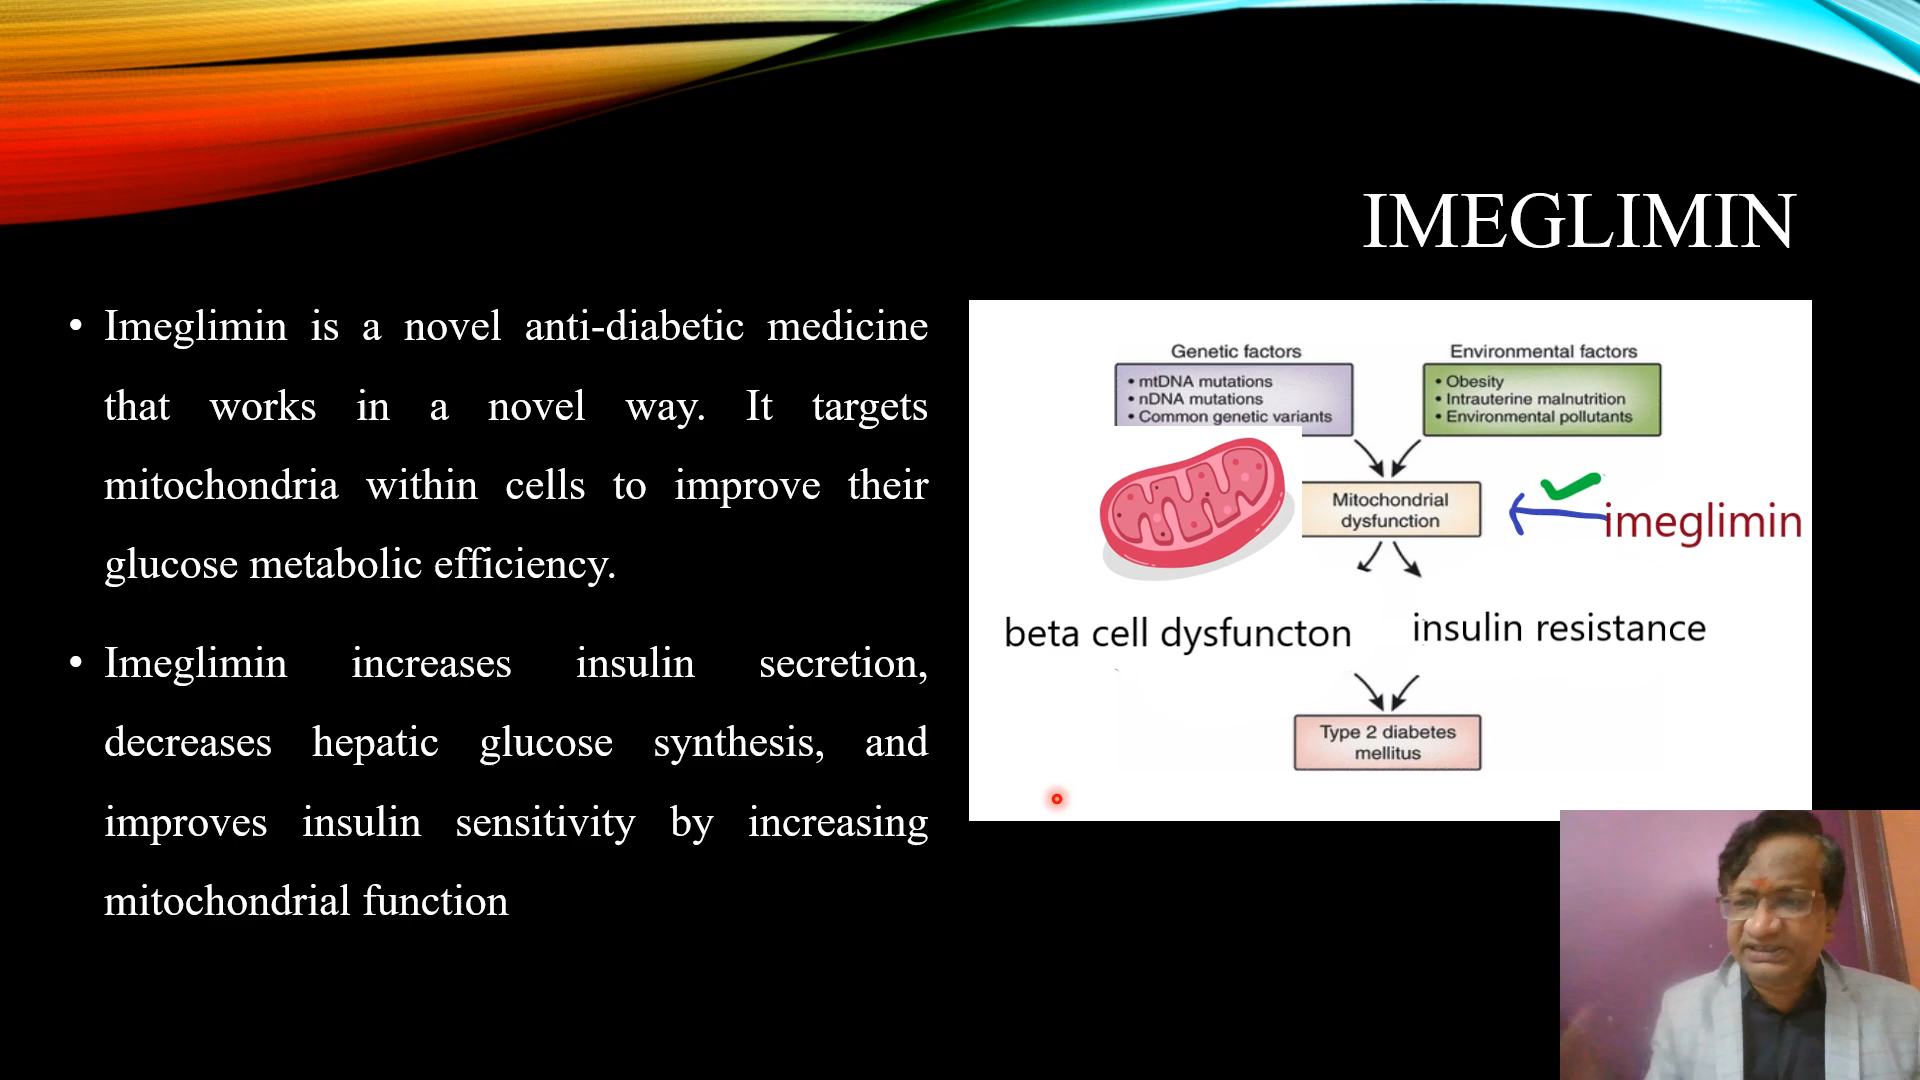 IMEGLIMIN
• Imeglimin is a novel anti-diabetic medicine
that works in a novel way. It targets
mitochondria within cells to improve their
glucose metabolic efficiency.
• Imeglimin increases insulin secretion,
decreases hepatic glucose synthesis, and
improves insulin sensitivity by increasing
mitochondrial function
Genetic factors
• mtDNA mutations
• nDNA mutations
• Common genetic variants
Environmental factors
• Obesity
• Intrauterine malnutrition
• Environmental pollutants
Mitochondrial
dysfunction
imeglimin
beta cell dysfuncton
insulin resistance
Type 2 diabetes
mellitus